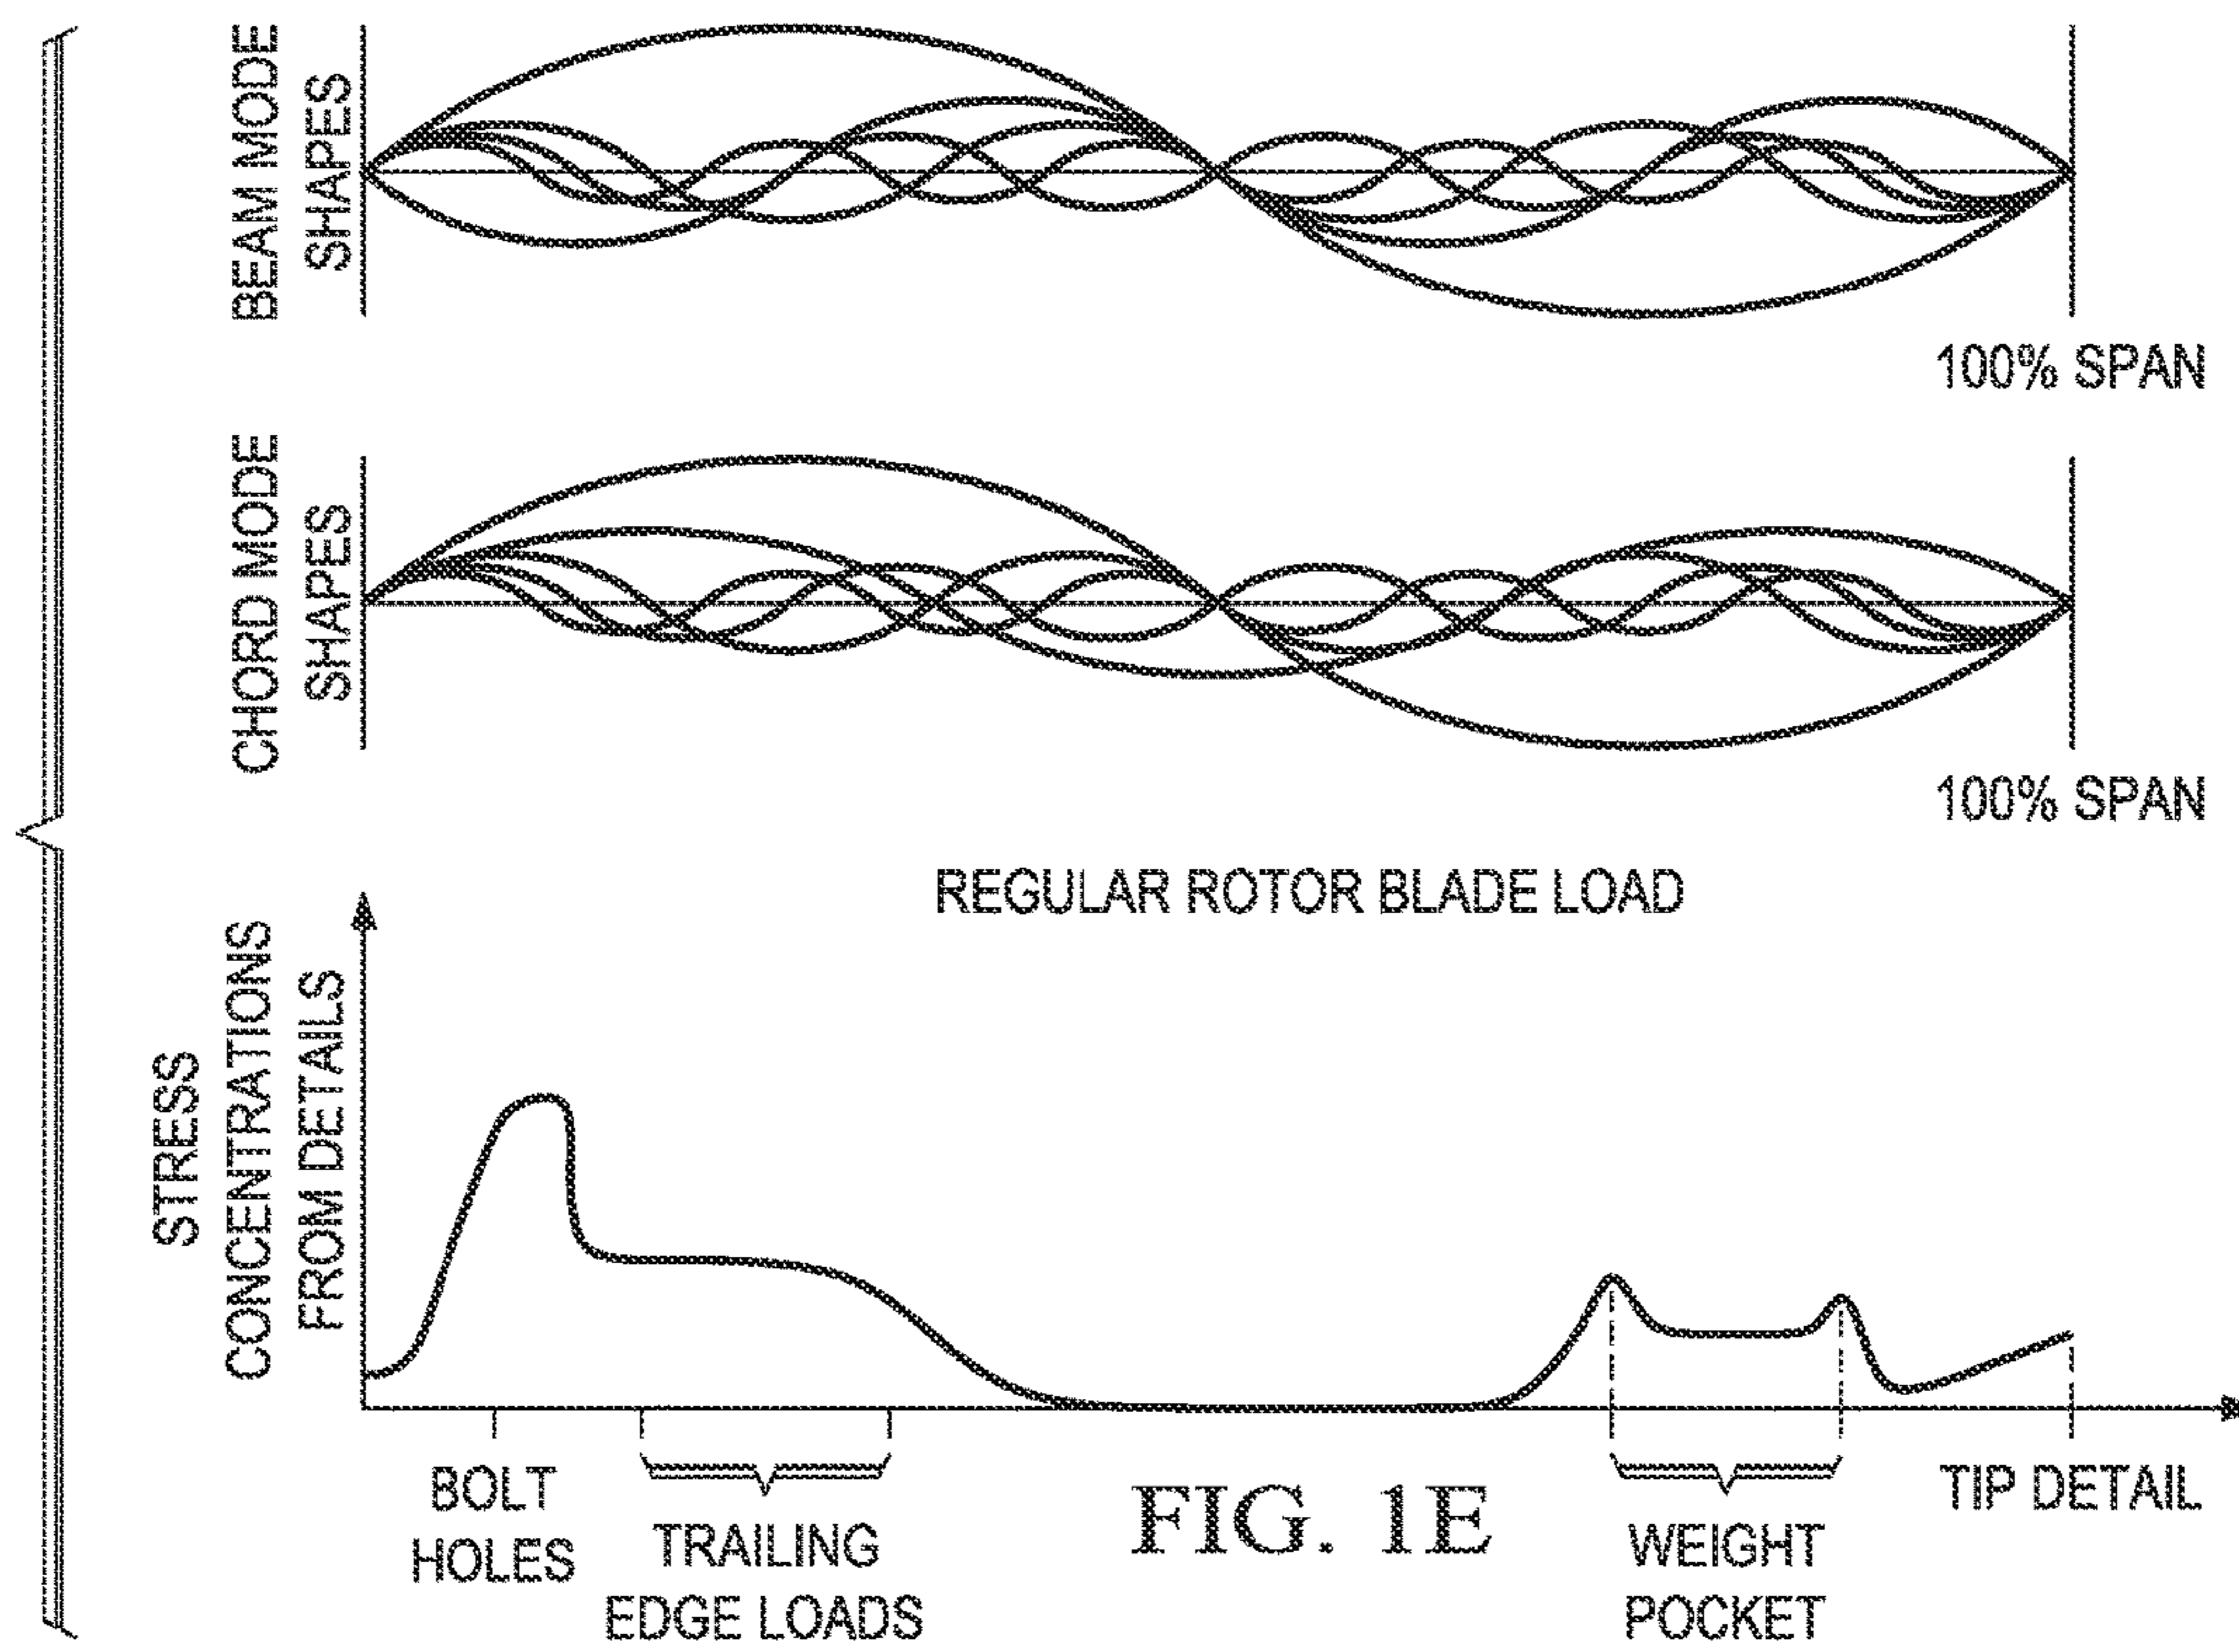 BEAM MODE
SHAPES
100% SPAN
CHORD MODE
SHAPES
100% SPAN
REGULAR ROTOR BLADE LOAD
STRESS
CONCENTRATIONS
FROM DETAILS
BOLT
HOLES
TRAILING
EDGE LOADS
WEIGHT
POCKET
TIP DETAIL
FIG. 1E